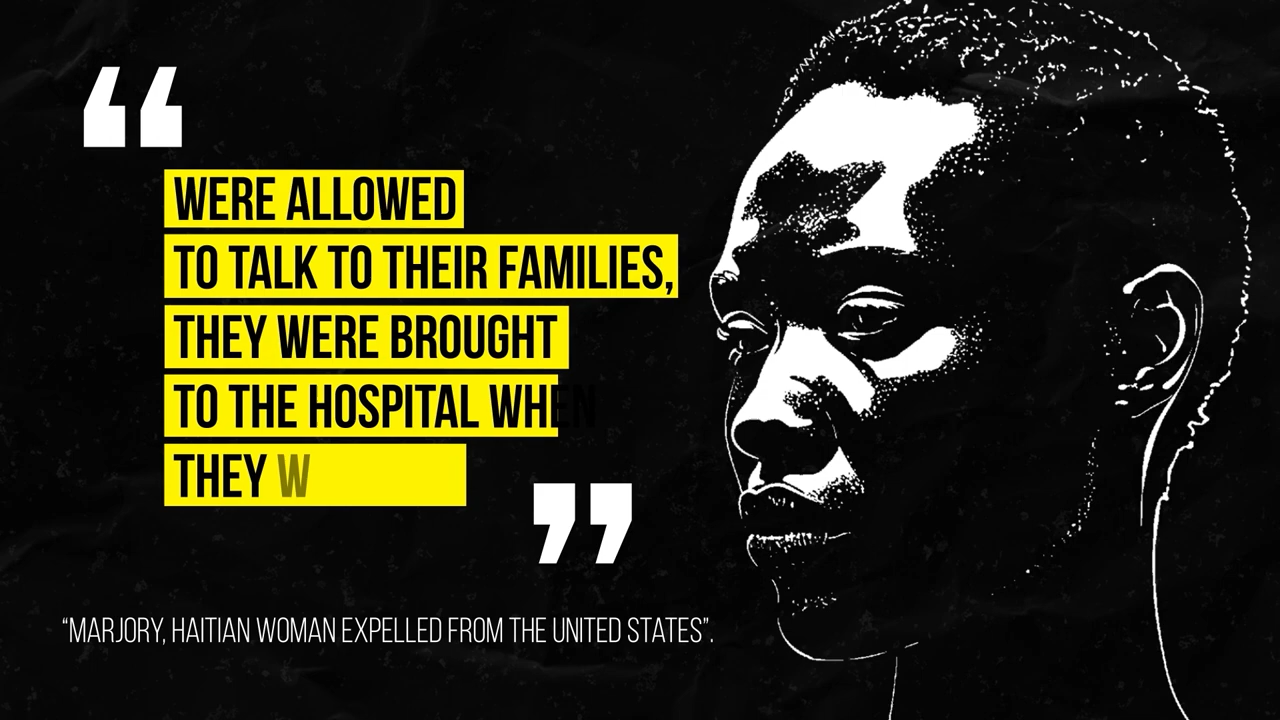 “
WERE ALLOWED
TO TALK TO THEIR FAMILIES,
THEY WERE BROUGHT
TO THE HOSPITAL WHEN
THEY W
”
“MARJORY, HAITIAN WOMAN EXPELLED FROM THE UNITED STATES”.